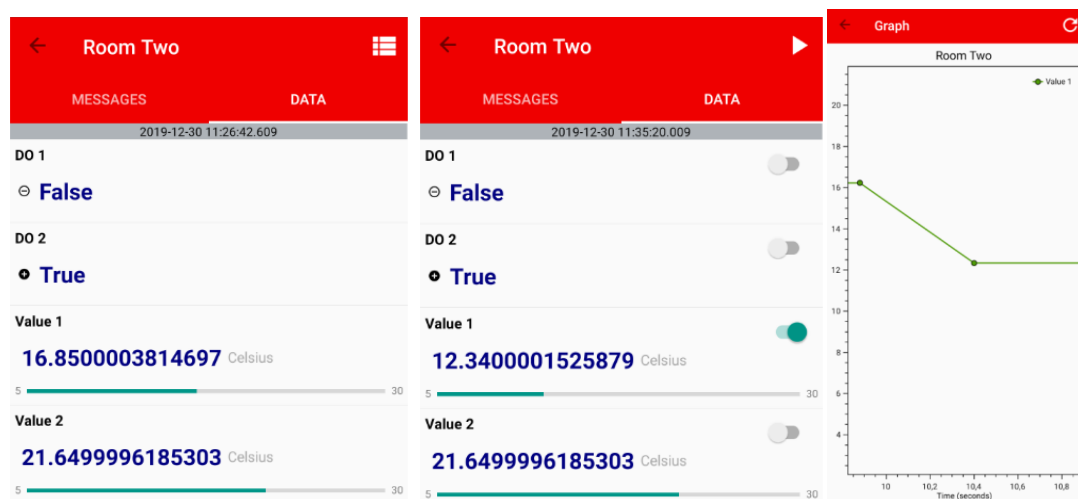 Room Two
MESSAGES DATA
2019-12-30 11:26:42.609
DO 1
False
DO 2
True
Value 1
16.8500003814697 Celsius
5 30
Value 2
21.6499996185303 Celsius
5 30
Room Two
MESSAGES DATA
2019-12-30 11:35:20.009
DO 1
False
DO 2
True
Value 1
12.3400001525879 Celsius
5 30
Value 2
21.6499996185303 Celsius
5 30
Graph
Room Two
Value 1
20
18
16
14
12
10
8
6
4
10 10,2 10,4 10,6 10,8
Time (seconds)